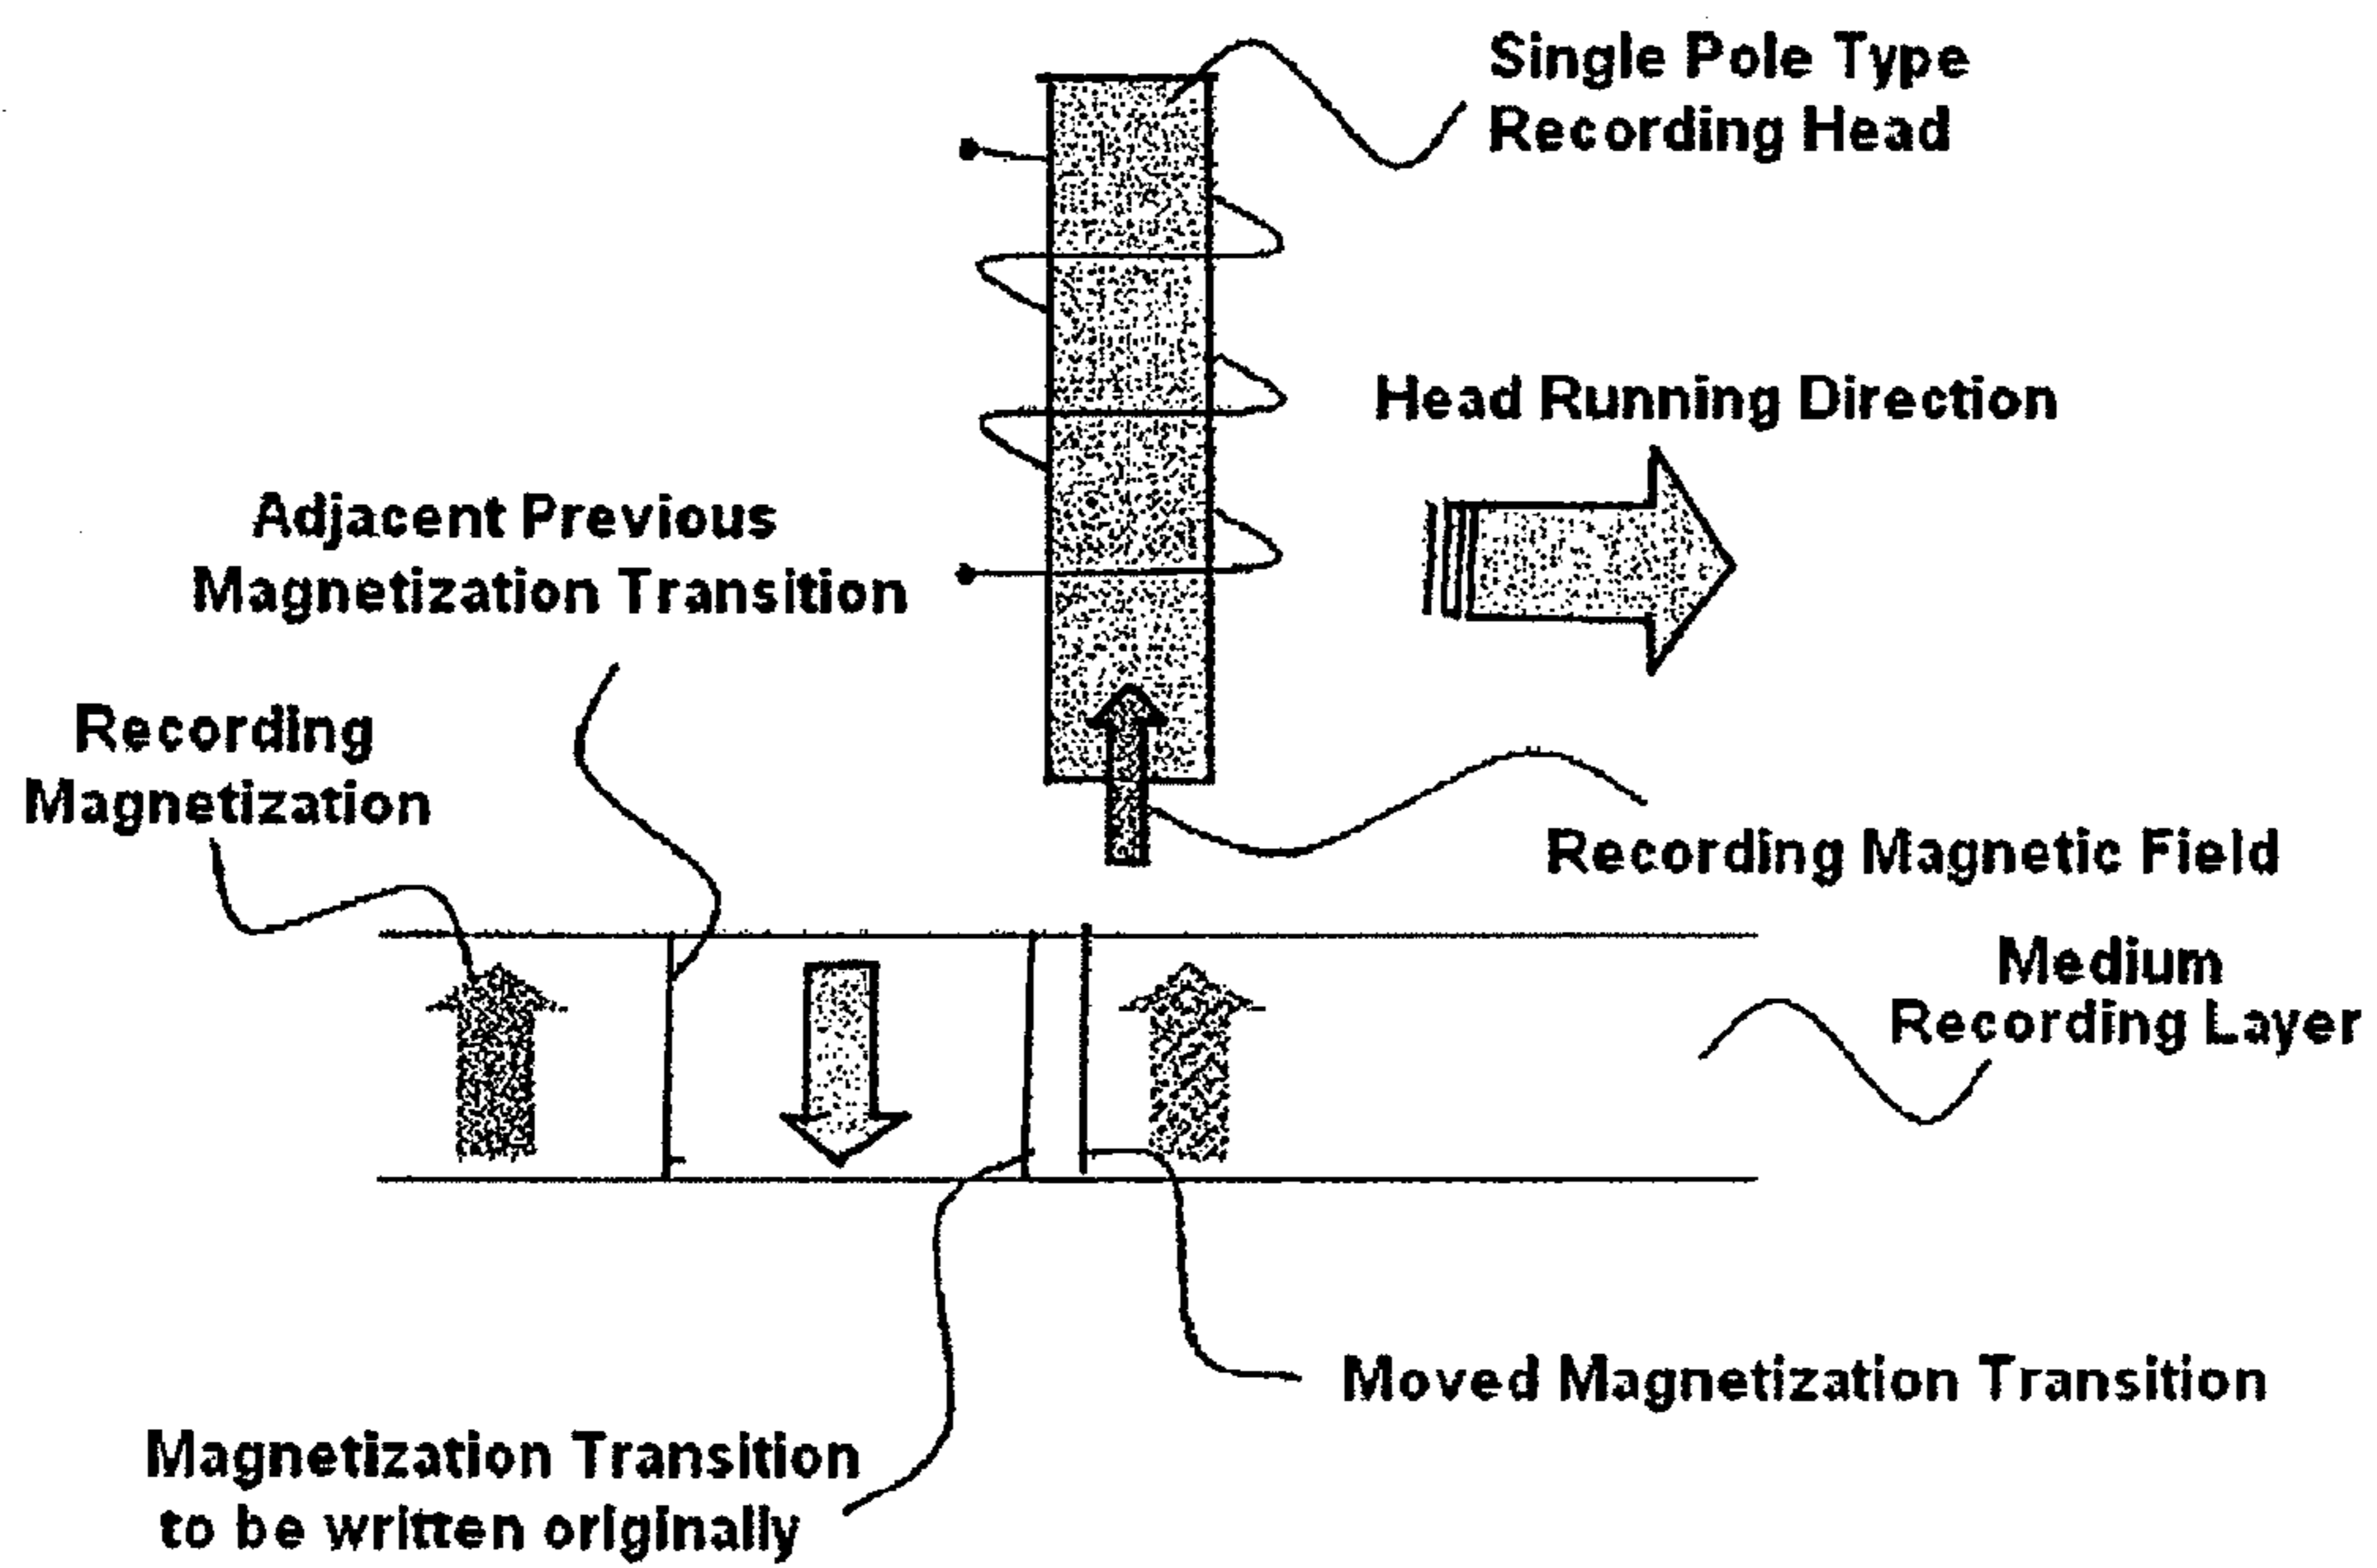 Single Pole Type
Recording Head
Head Running Direction
Adjacent Previous
Magnetization Transition
Recording
Magnetization
Recording Magnetic Field
Medium
Recording Layer
Moved Magnetization Transition
Magnetization Transition
to be written originally